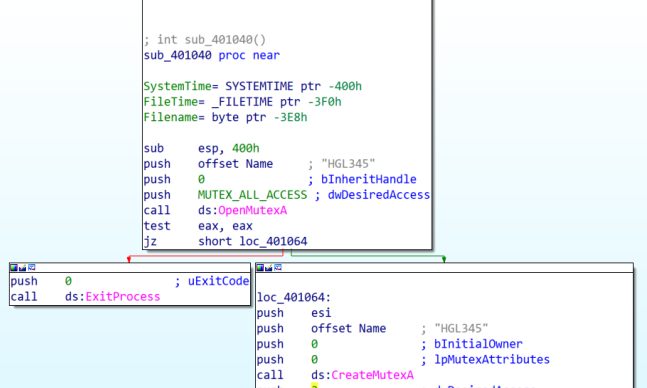 ; int sub_401040()
sub_401040 proc near
SystemTime= SYSTEMTIME ptr -400h
FileTime= _FILETIME ptr -3F0h
Filename= byte ptr -3E8h
sub     esp, 400h
push    offset Name     ; "HGL345"
push    0               ; bInheritHandle
push    MUTEX_ALL_ACCESS ; dwDesiredAccess
call    ds:OpenMutexA
test    eax, eax
jz      short loc_401064
push    0               ; uExitCode
call    ds:ExitProcess
loc_401064:
push    esi
push    offset Name     ; "HGL345"
push    0               ; bInitialOwner
push    0               ; lpMutexAttributes
call    ds:CreateMutexA